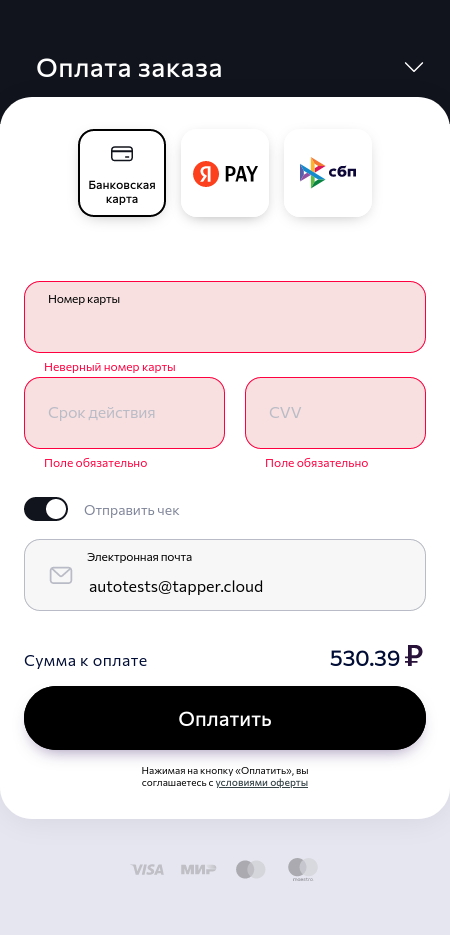 Оплата заказа
Банковская
карта
Я PAY
сбп
Номер карты
Неверный номер карты
Срок действия
CVV
Поле обязательно
Поле обязательно
Отправить чек
Электронная почта
autotests@tapper.cloud
Сумма к оплате
530.39 ₽
Оплатить
Нажимая на кнопку «Оплатить», вы
соглашаетесь с условиями оферты
VISA
МИР
maestro